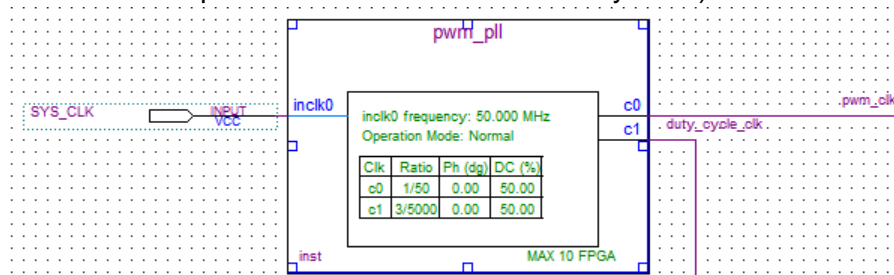 pwm_pll
SYS_CLK
INPUT
VCC
inclk0
c0
pwm_clk
c1
duty_cycle_clk
inclk0 frequency: 50.000 MHz
Operation Mode: Normal
Clk Ratio Ph (dg) DC (%)
c0 1/50 0.00 50.00
c1 3/5000 0.00 50.00
inst
MAX 10 FPGA